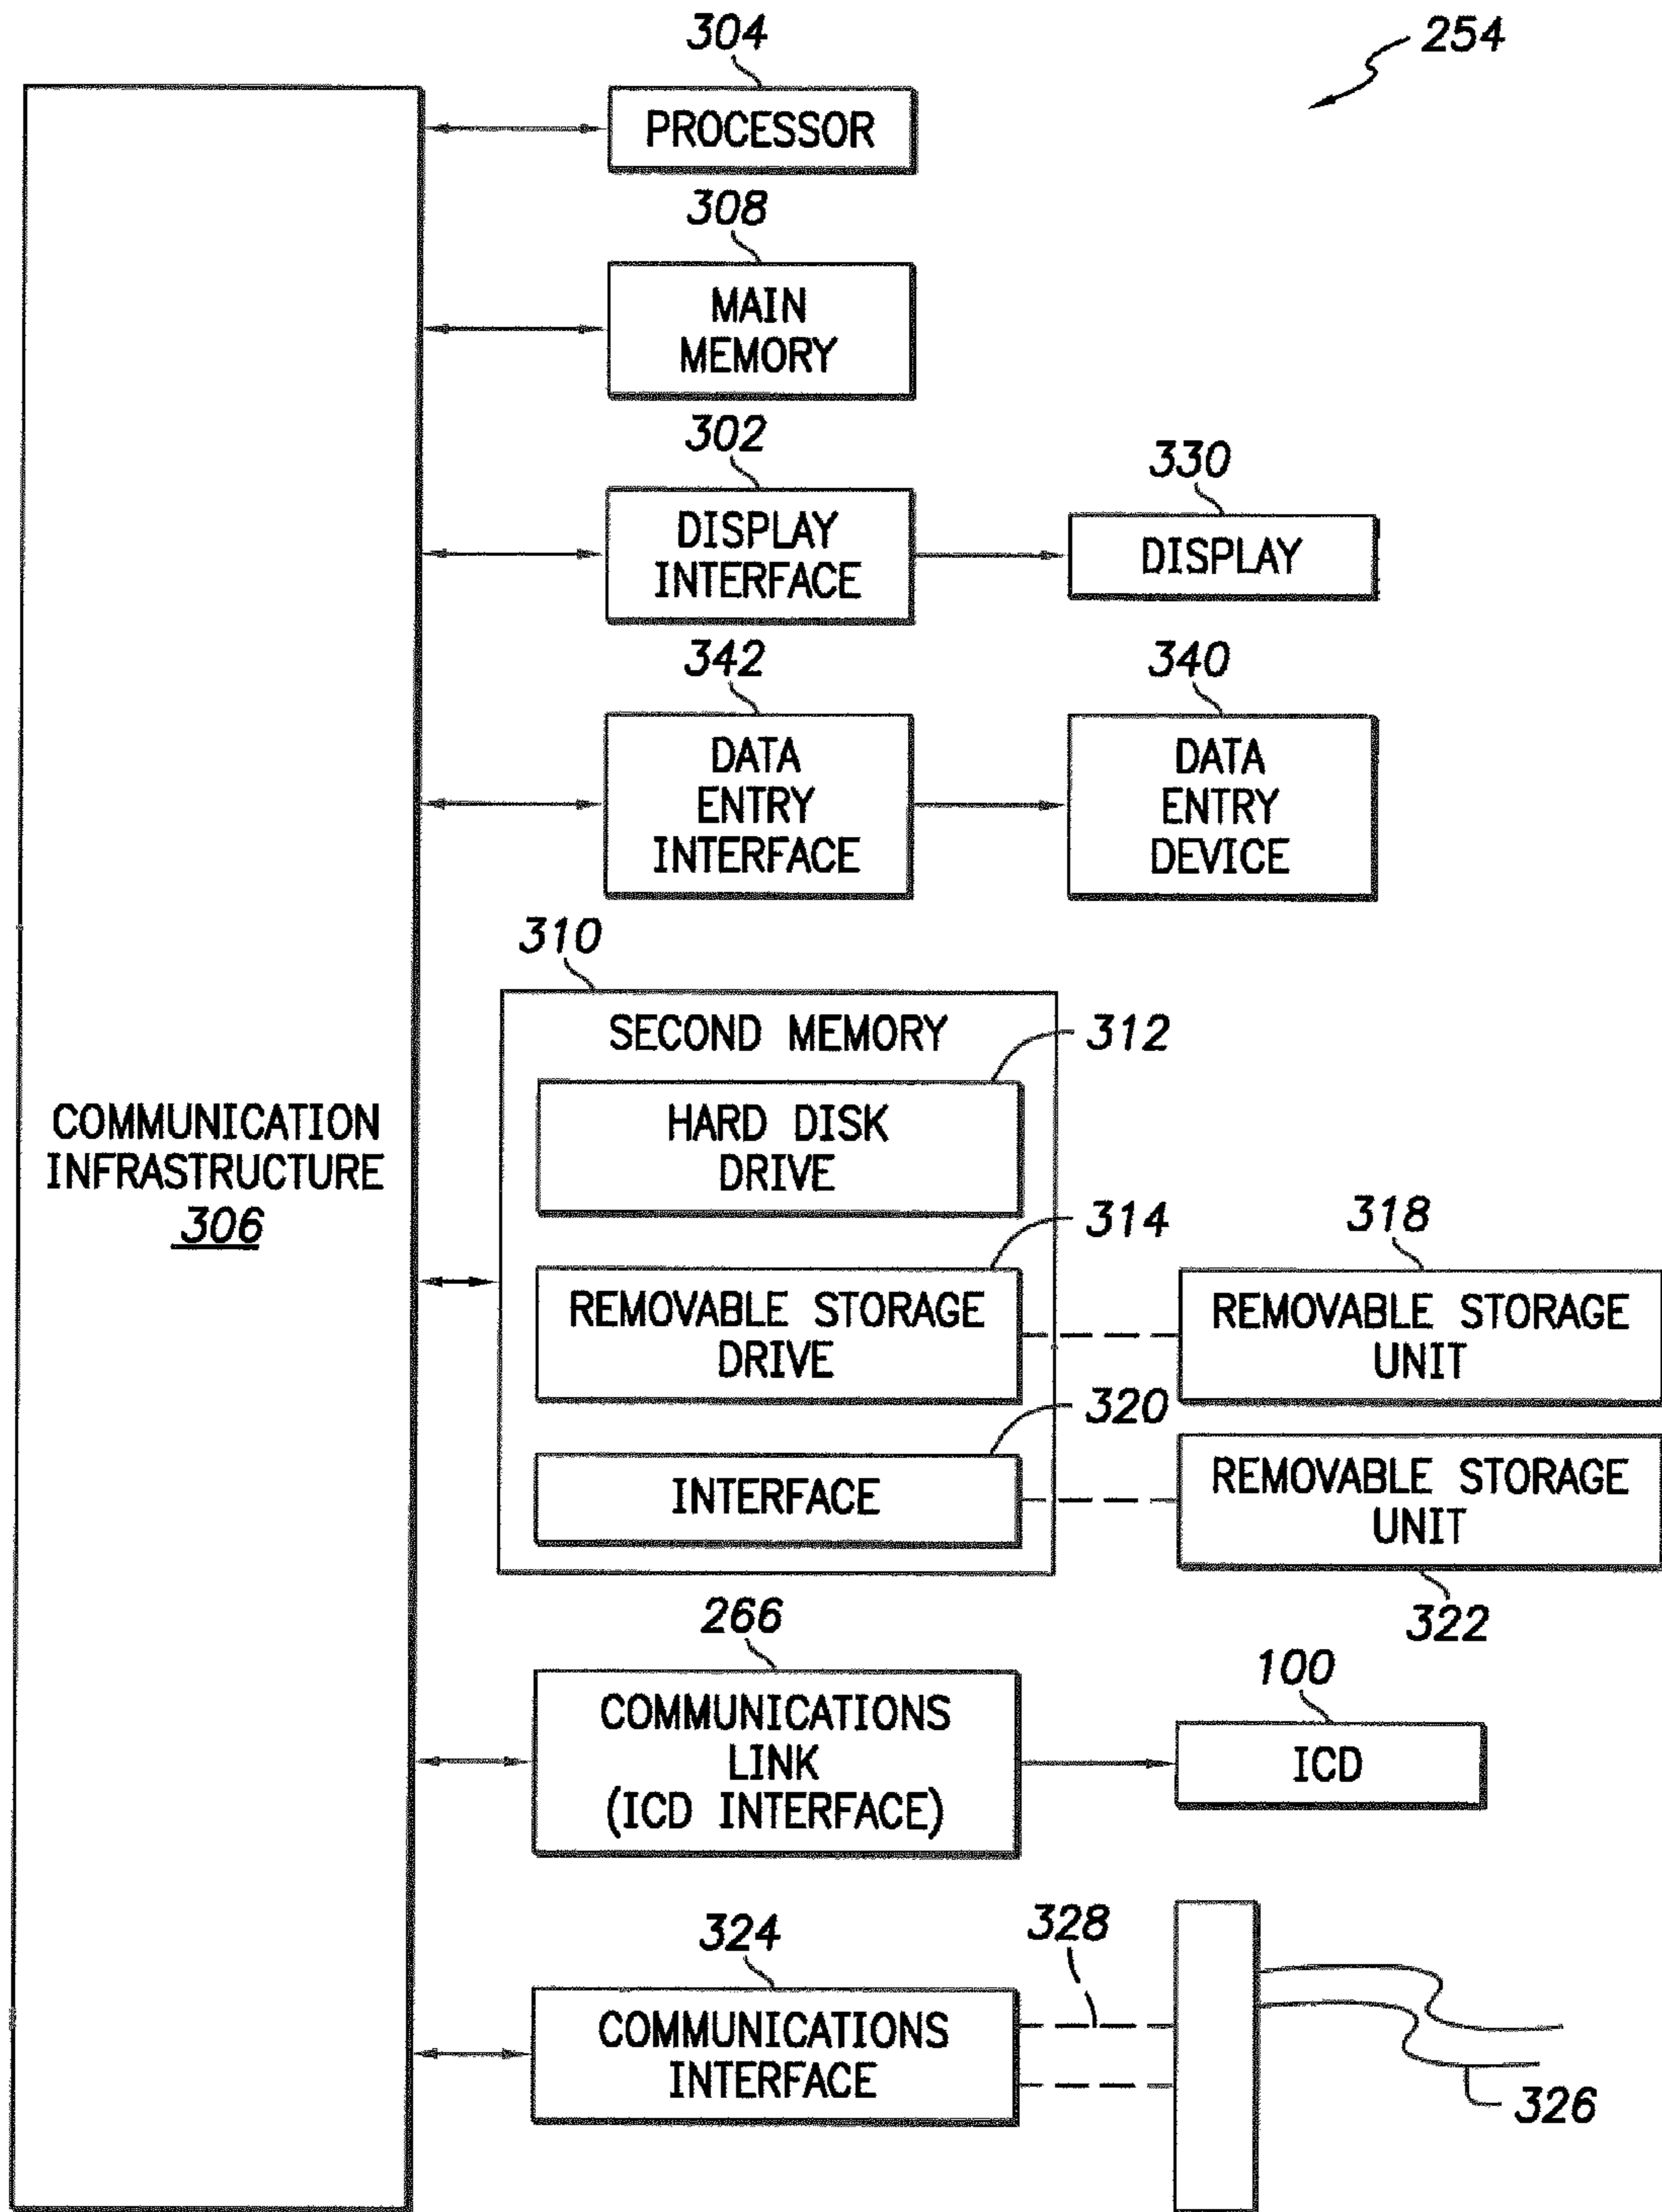 254
304
PROCESSOR
308
MAIN
MEMORY
302
DISPLAY
INTERFACE
330
DISPLAY
342
DATA
ENTRY
INTERFACE
340
DATA
ENTRY
DEVICE
COMMUNICATION
INFRASTRUCTURE
306
310
SECOND MEMORY
312
HARD DISK
DRIVE
314
REMOVABLE STORAGE
DRIVE
318
REMOVABLE STORAGE
UNIT
320
INTERFACE
REMOVABLE STORAGE
UNIT
322
266
COMMUNICATIONS
LINK
(ICD INTERFACE)
100
ICD
324
COMMUNICATIONS
INTERFACE
328
326